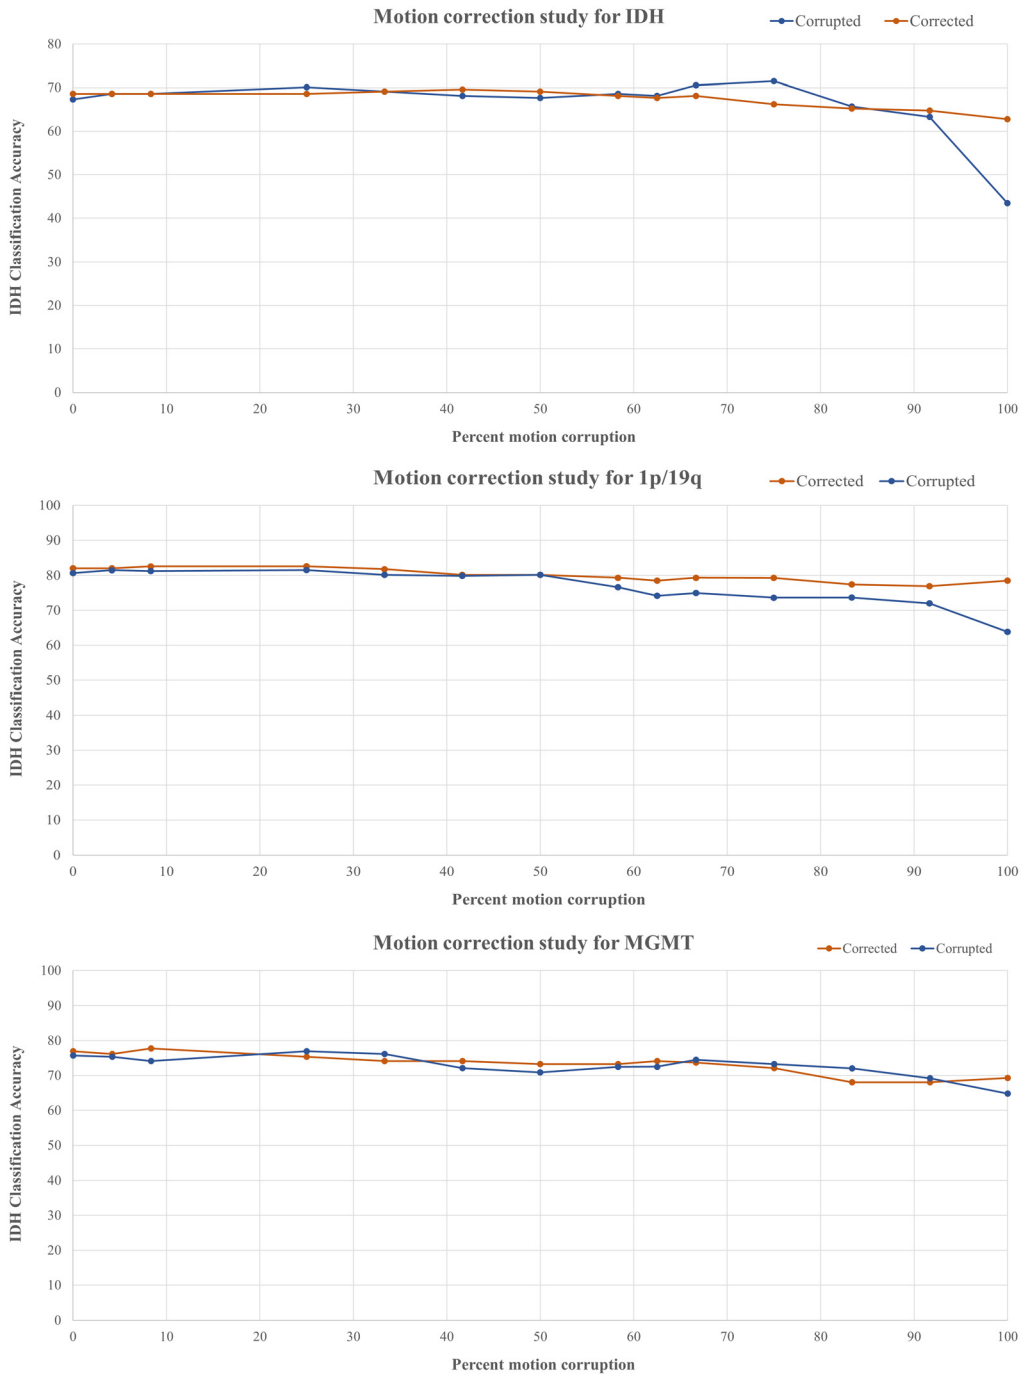 Motion correction study for IDH
Corrupted Corrected
80
70
60
50
40
30
20
10
0
0 10 20 30 40 50 60 70 80 90 100
IDH Classification Accuracy
Percent motion corruption
Motion correction study for 1p/19q
Corrected Corrupted
100
90
80
70
60
50
40
30
20
10
0
0 10 20 30 40 50 60 70 80 90 100
IDH Classification Accuracy
Percent motion corruption
Motion correction study for MGMT
Corrected Corrupted
100
90
80
70
60
50
40
30
20
10
0
0 10 20 30 40 50 60 70 80 90 100
IDH Classification Accuracy
Percent motion corruption